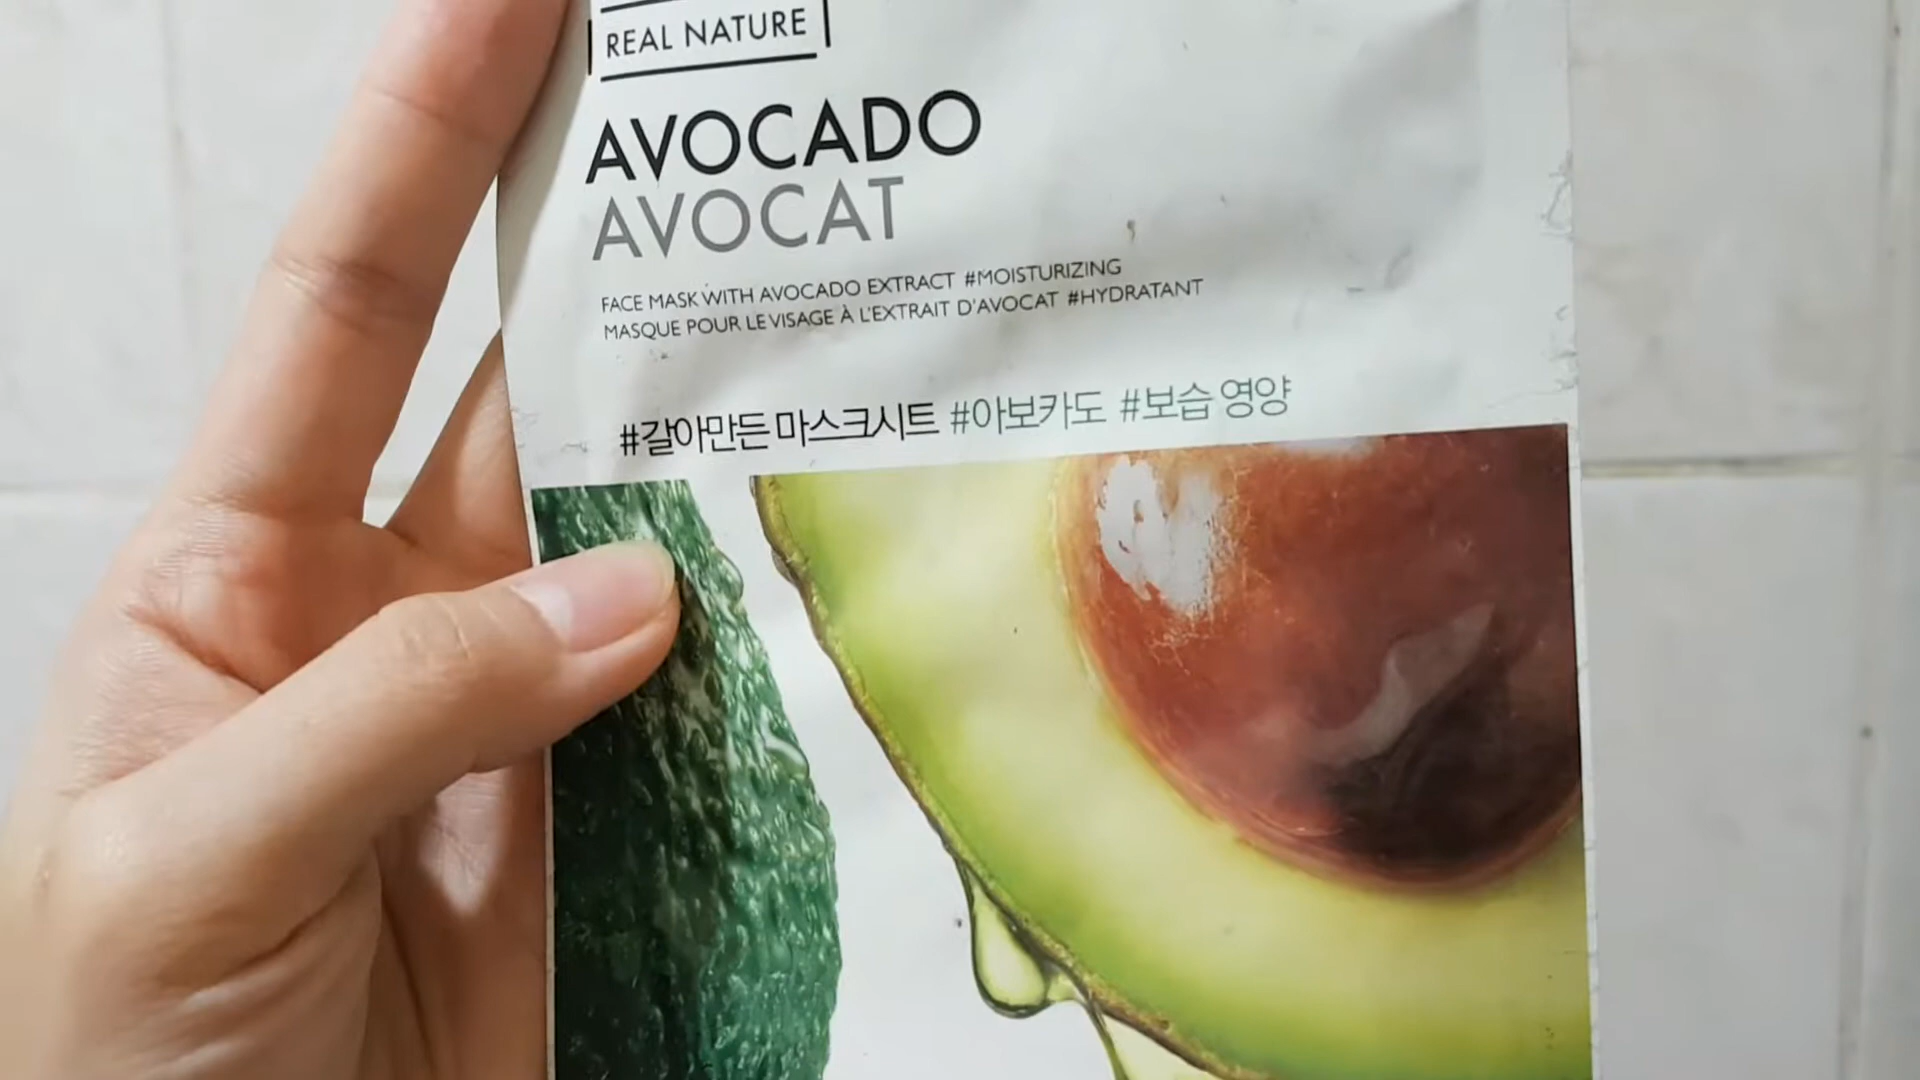 REAL NATURE
AVOCADO
AVOCAT
FACE MASK WITH AVOCADO EXTRACT #MOISTURIZING
MASQUE POUR LE VISAGE À L'EXTRAIT D'AVOCAT #HYDRATANT
#갈아만든 마스크시트 #아보카도 #보습 영양